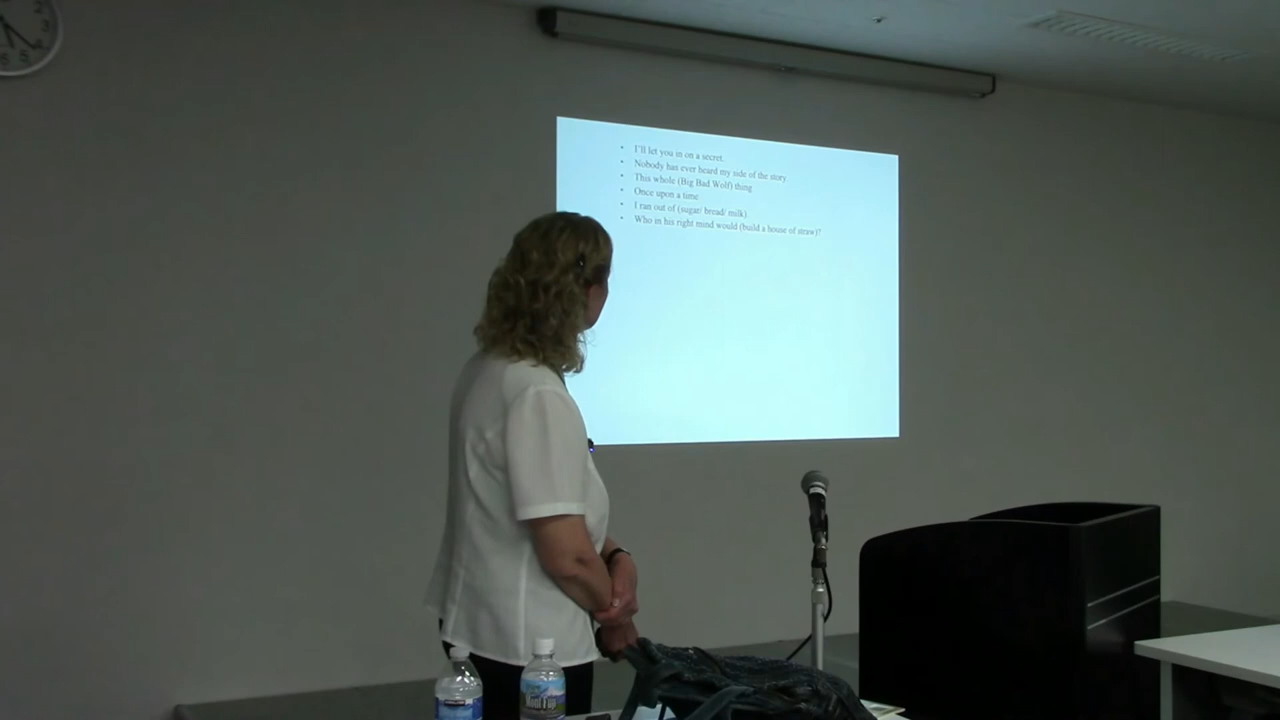 • I'll let you in on a secret.
• Nobody has ever heard my side of the story
• This whole (Big Bad Wolf) thing
• Once upon a time
• I ran out of (sugar/ bread/ milk)
• Who in his right mind would (build a house of straw)?